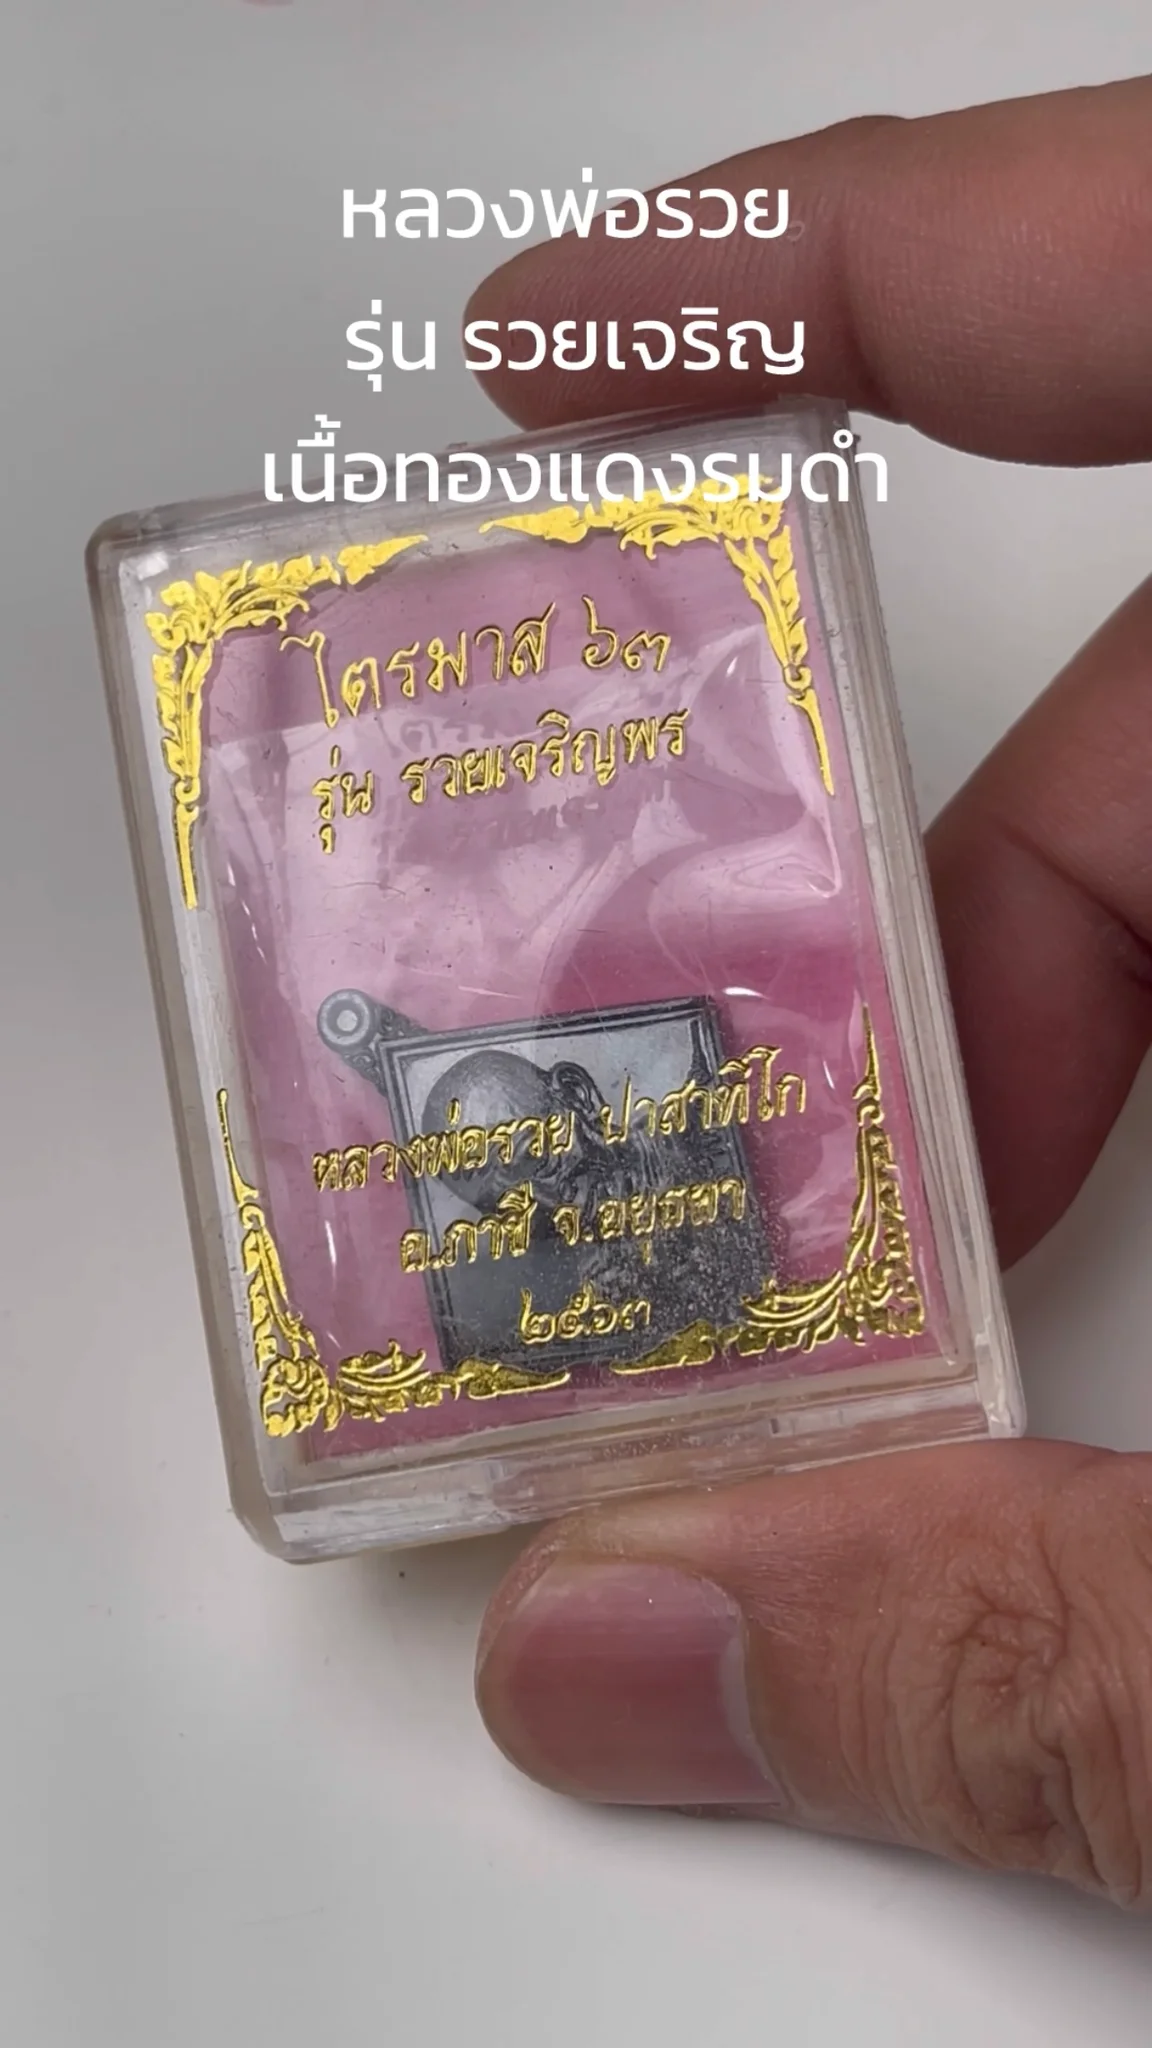 หลวงพ่อรวย
รุ่น รวยเจริญ
เนื้อทองแดงรมดำ
ไตรมาส ๖๓
รุ่น รวยเจริญพร
หลวงพ่อรวย ปาสาทิโก
อ.ภาชี จ.อยุธยา
๒๕๖๓